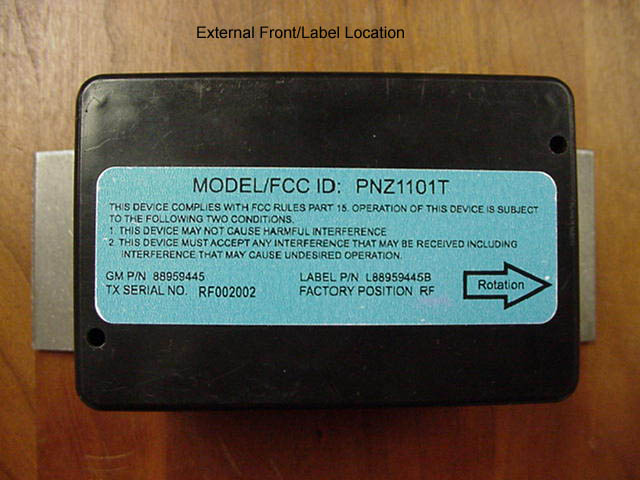 External Front/Label Location
MODEL/FCC ID: PNZ1101T
THIS DEVICE COMPLIES WITH FCC RULES PART 15. OPERATION OF THIS DEVICE IS SUBJECT
TO THE FOLLOWING TWO CONDITIONS.
1. THIS DEVICE MAY NOT CAUSE HARMFUL INTERFERENCE
2. THIS DEVICE MUST ACCEPT ANY INTERFERENCE THAT MAY BE RECEIVED INCLUDING
INTERFERENCE THAT MAY CAUSE UNDESIRED OPERATION.
GM P/N 88959445 LABEL P/N L88959445B
TX SERIAL NO. RF002002 FACTORY POSITION RF
Rotation